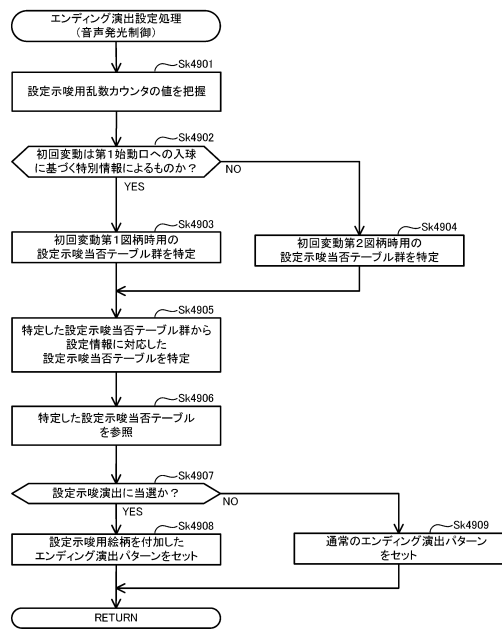 エンディング演出設定処理
(音声発光制御)
Sk4901
設定示唆用乱数カウンタの値を把握
Sk4902
初回変動は第1始動口への入球
に基づく特別情報によるものか?
NO
YES
Sk4903
初回変動第1図柄時用の
設定示唆当否テーブル群を特定
Sk4904
初回変動第2図柄時用の
設定示唆当否テーブル群を特定
Sk4905
特定した設定示唆当否テーブル群から
設定情報に対応した
設定示唆当否テーブルを特定
Sk4906
特定した設定示唆当否テーブル
を参照
Sk4907
設定示唆演出に当選か?
NO
YES
Sk4908
設定示唆用絵柄を付加した
エンディング演出パターンをセット
Sk4909
通常のエンディング演出パターン
をセット
RETURN